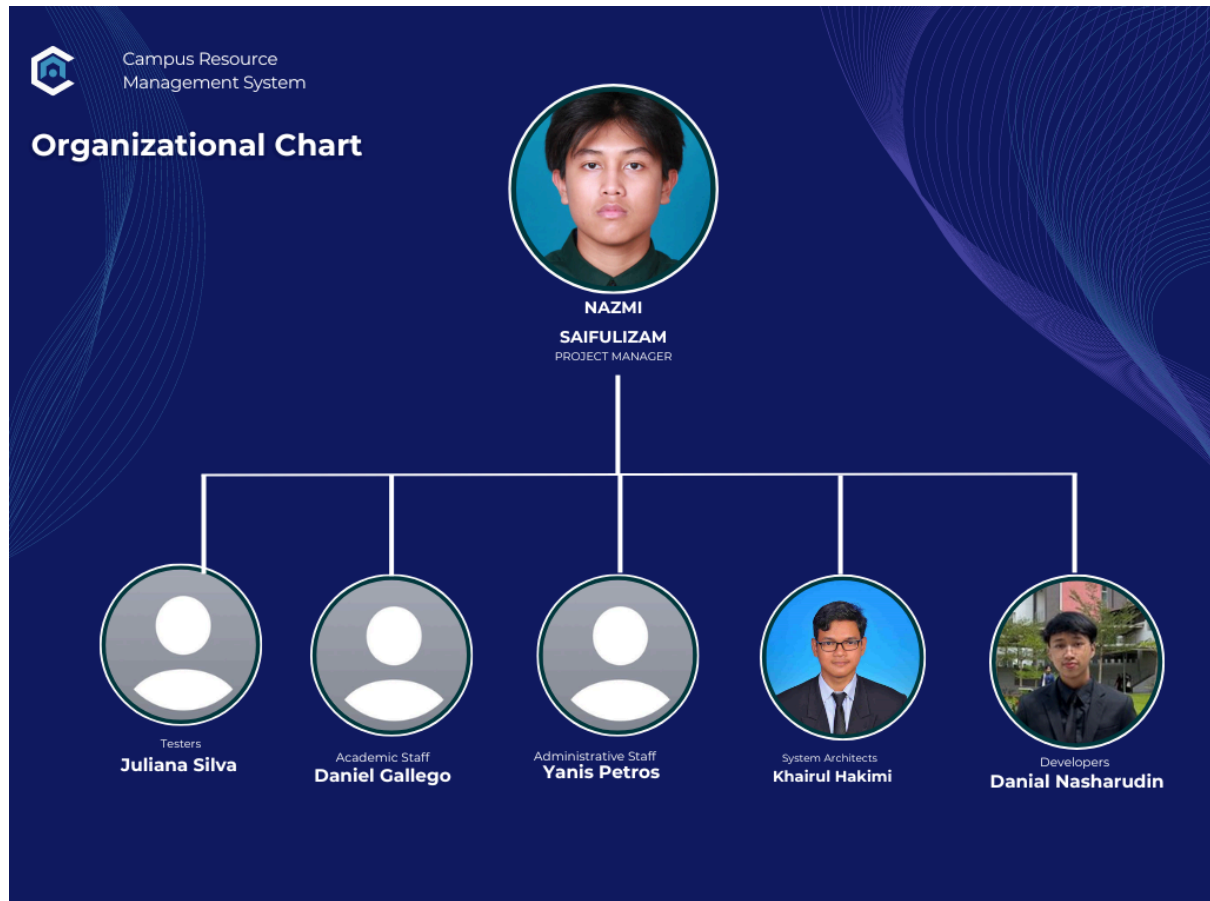 Campus Resource
Management System
Organizational Chart
NAZMI
SAIFULIZAM
PROJECT MANAGER
Testers
Juliana Silva
Academic Staff
Daniel Gallego
Administrative Staff
Yanis Petros
System Architects
Khairul Hakimi
Developers
Danial Nasharudin